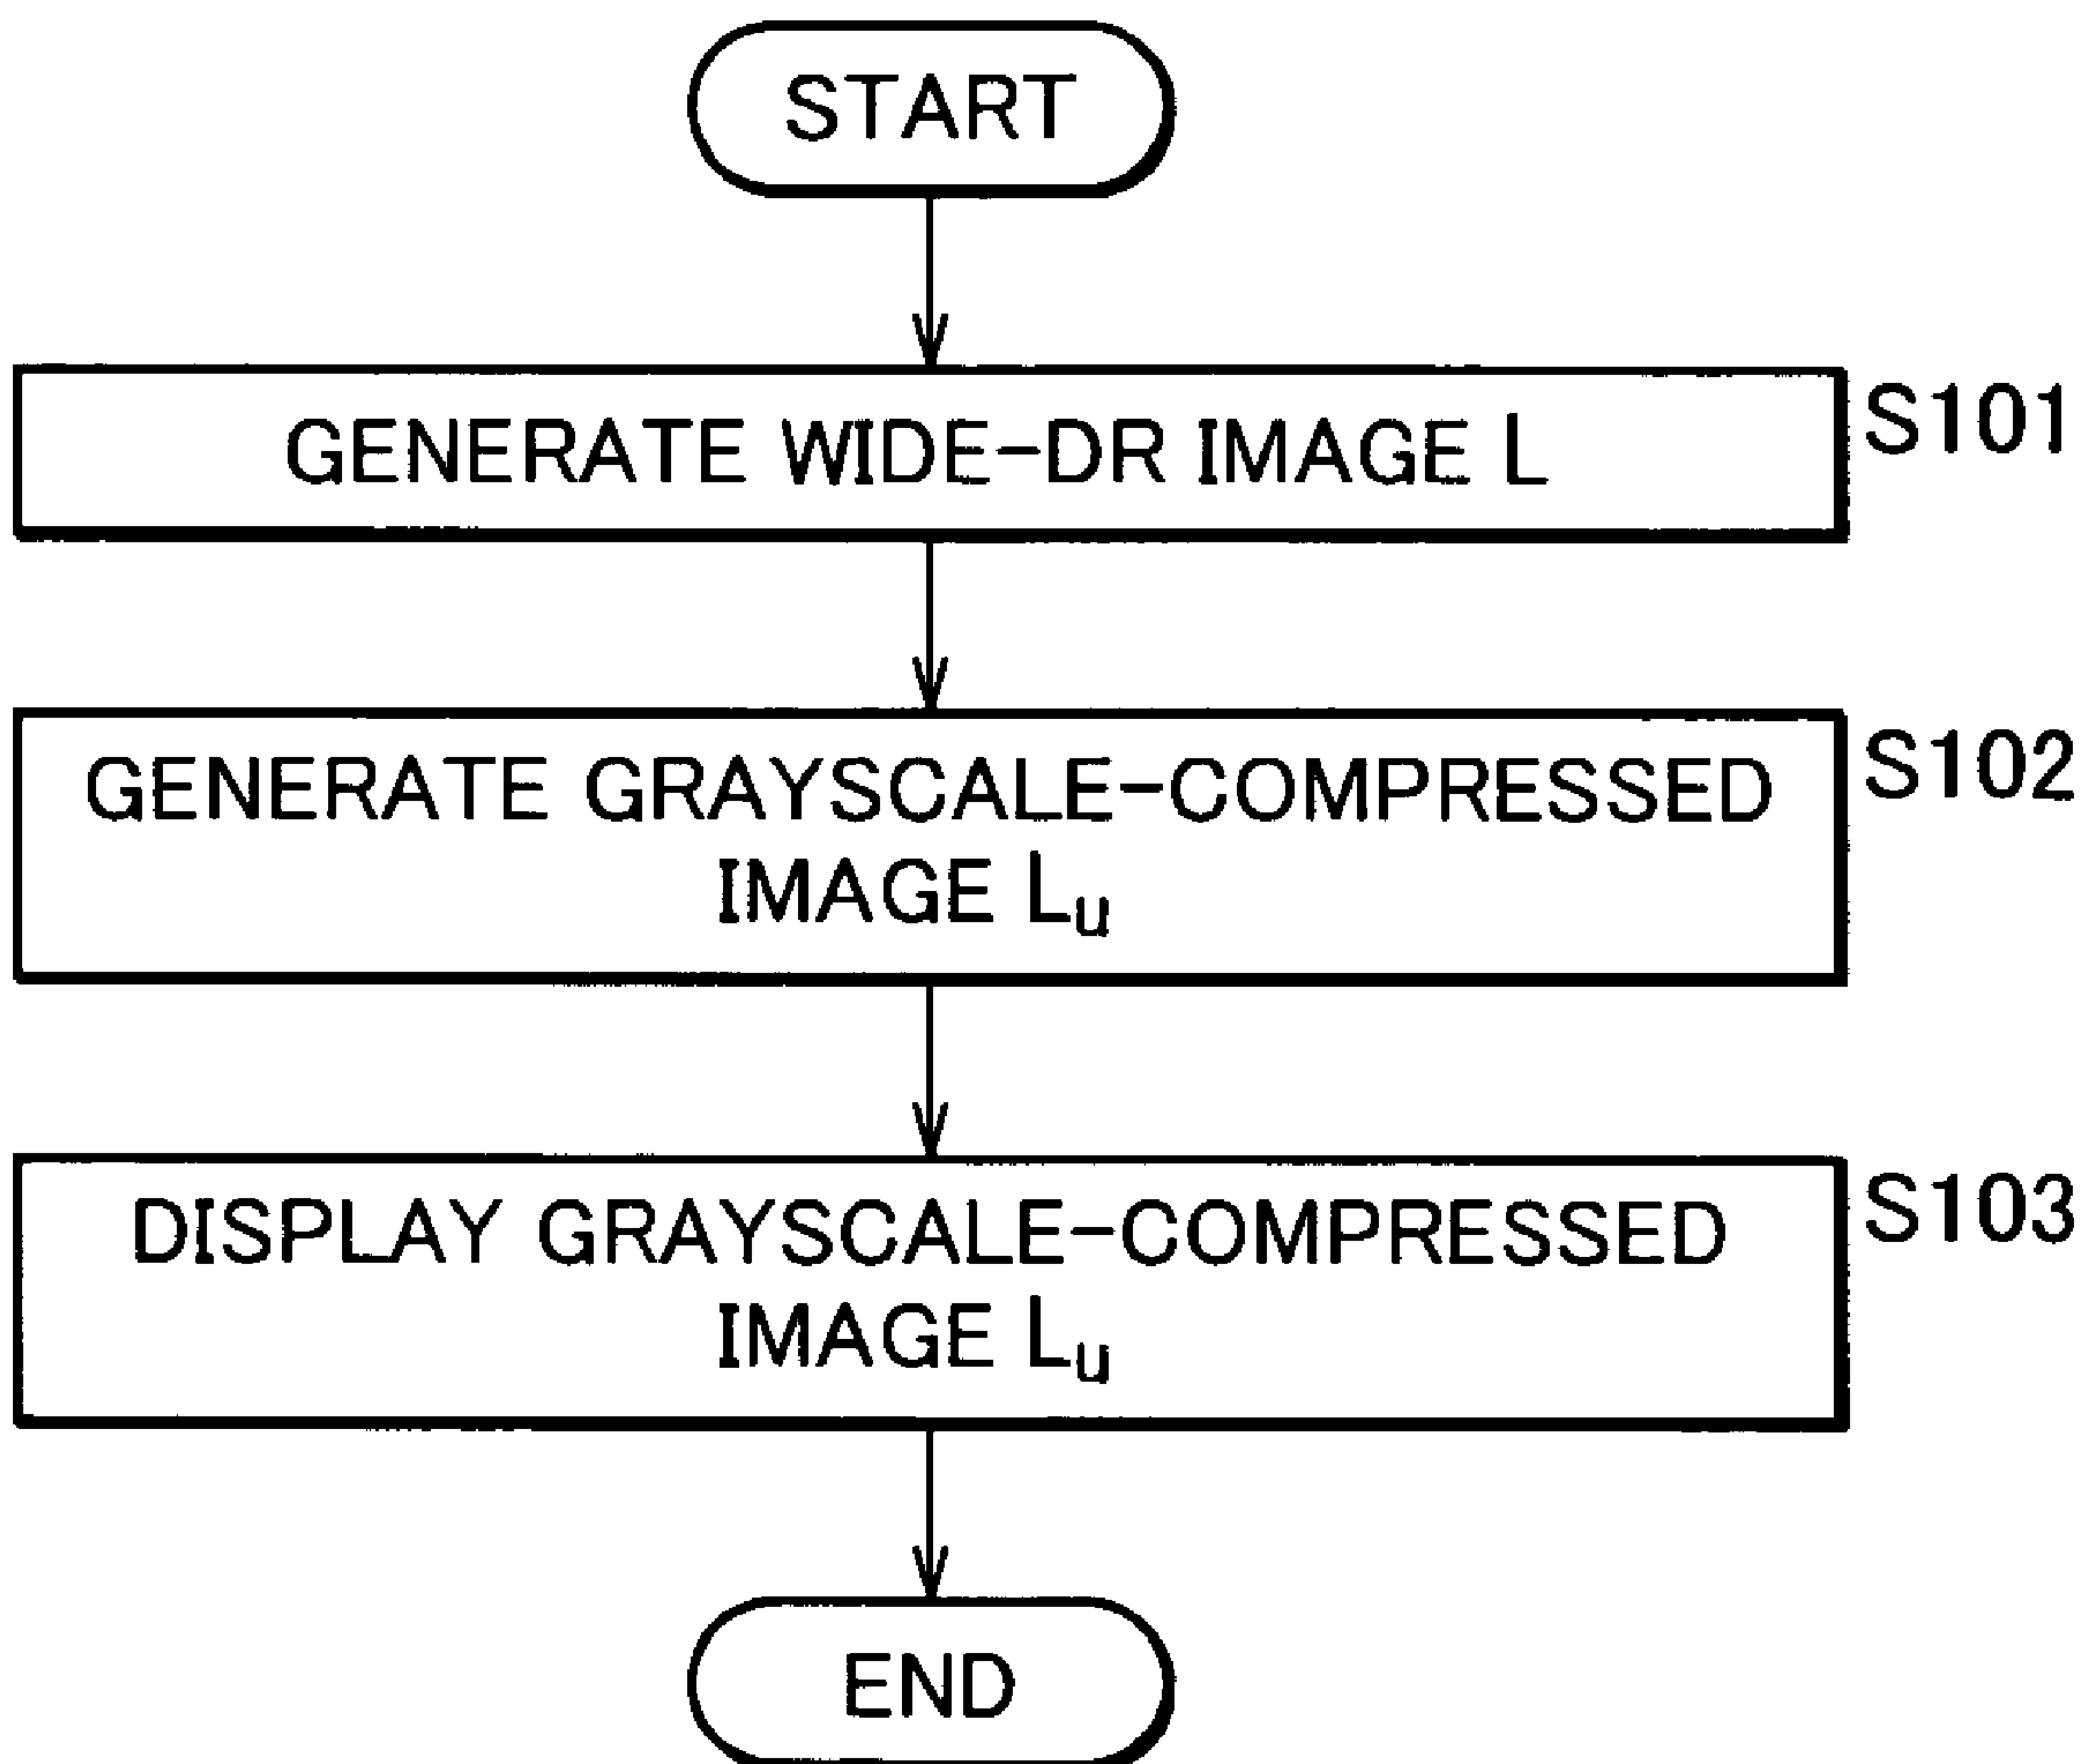 START
GENERATE WIDE-DR IMAGE L
S101
GENERATE GRAYSCALE-COMPRESSED
IMAGE Lu
S102
DISPLAY GRAYSCALE-COMPRESSED
IMAGE Lu
S103
END